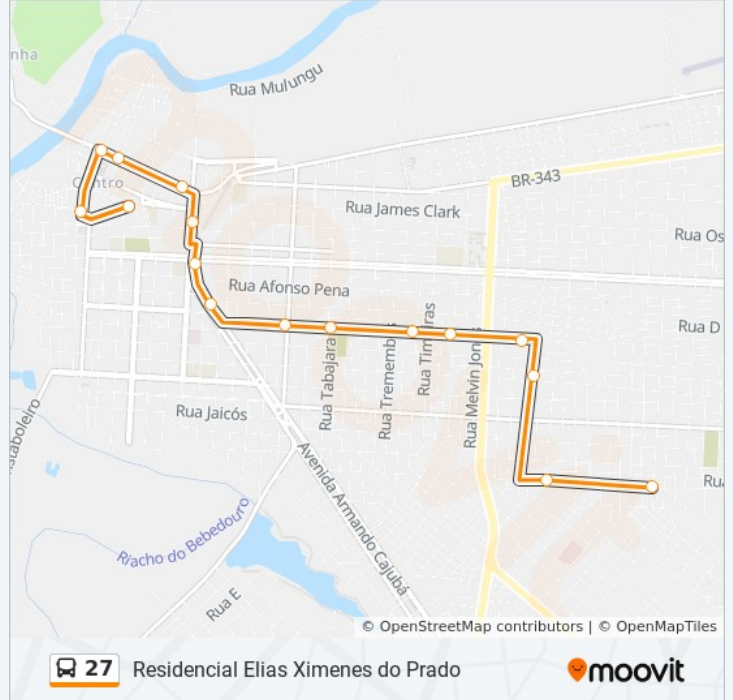 nha
Rua Mulungu
Centro
BR-343
Rua James Clark
Rua Os
Rua Afonso Pena
Rua D
Rua Tabajara
Rua Timbiras
Rua Melvin Jones
Rua Jaicós
staboleiro
Avenida Armando Cajubá
Riacho do Bebedouro
Rua E
© OpenStreetMap contributors | © OpenMapTiles
27 Residencial Elias Ximenes do Prado
moovit